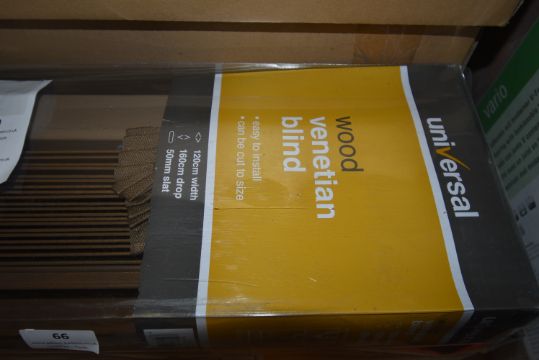 universal
wood
venetian
blind
• easy to install
• can be cut to size
120cm width
160cm drop
50mm slat
vario
66